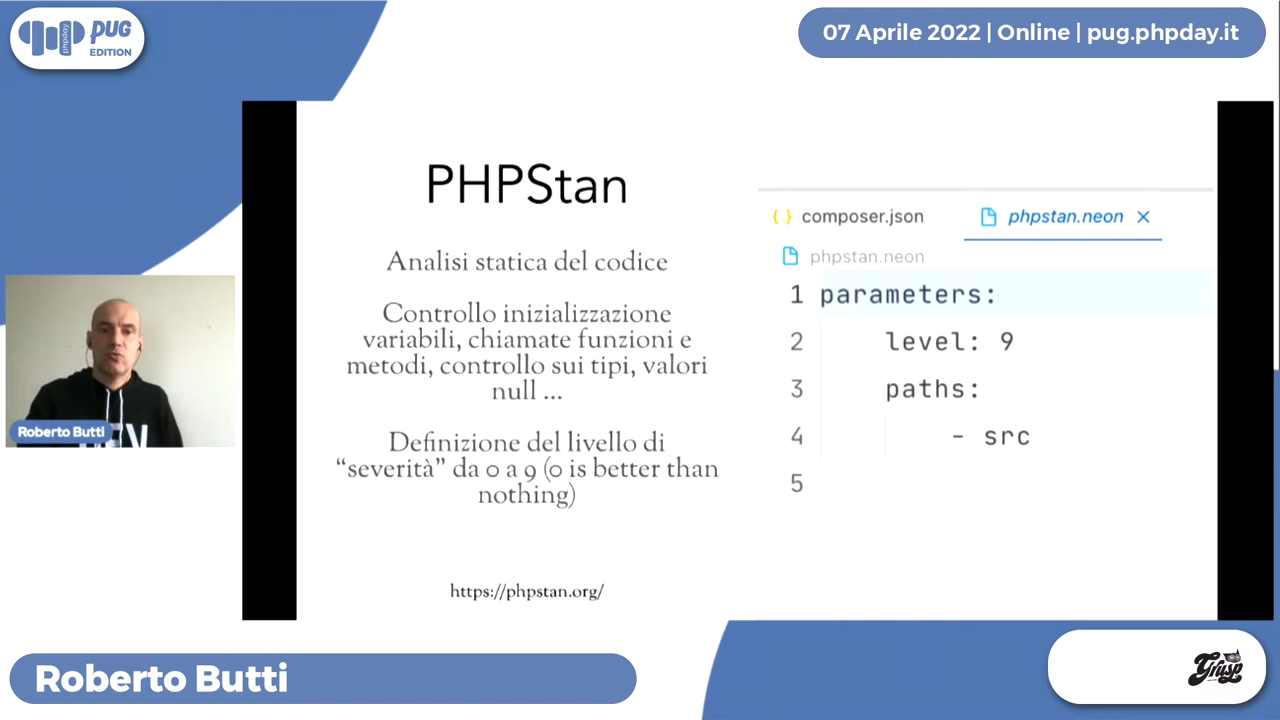 phpday
PUG
EDITION
07 Aprile 2022 | Online | pug.phpday.it
PHPStan
Analisi statica del codice
Controllo inizializzazione
variabili, chiamate funzioni e
metodi, controllo sui tipi, valori
null ...
Definizione del livello di
“severità” da 0 a 9 (0 is better than
nothing)
https://phpstan.org/
{ } composer.json
phpstan.neon ×
phpstan.neon
1 parameters:
2 level: 9
3 paths:
4 - src
5
Roberto Butti
Roberto Butti
Grusp